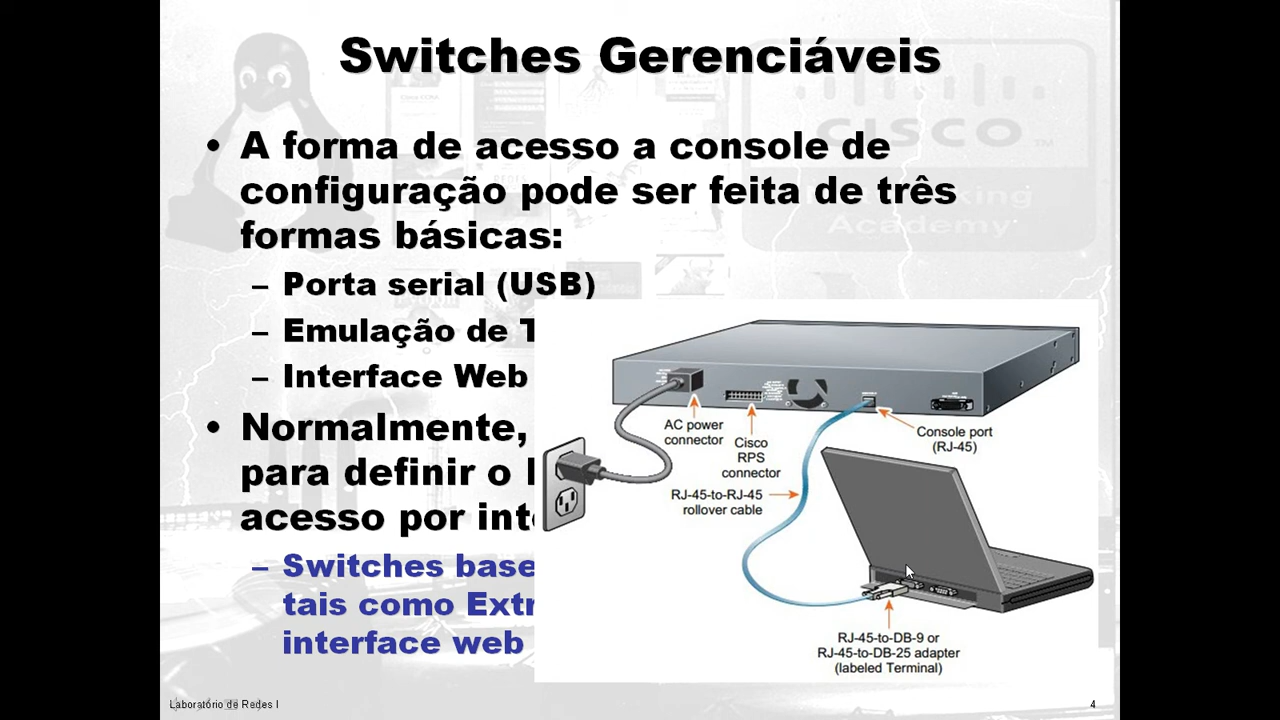 Switches Gerenciáveis
• A forma de acesso a console de
configuração pode ser feita de três
formas básicas:
– Porta serial (USB)
– Emulação de T
– Interface Web
• Normalmente,
para definir o
acesso por int
– Switches base
tais como Extr
interface web
AC power
connector
Cisco
RPS
connector
Console port
(RJ-45)
RJ-45-to-RJ-45
rollover cable
RJ-45-to-DB-9 or
RJ-45-to-DB-25 adapter
(labeled Terminal)
CISCO
Academy
Laboratório de Redes I
4